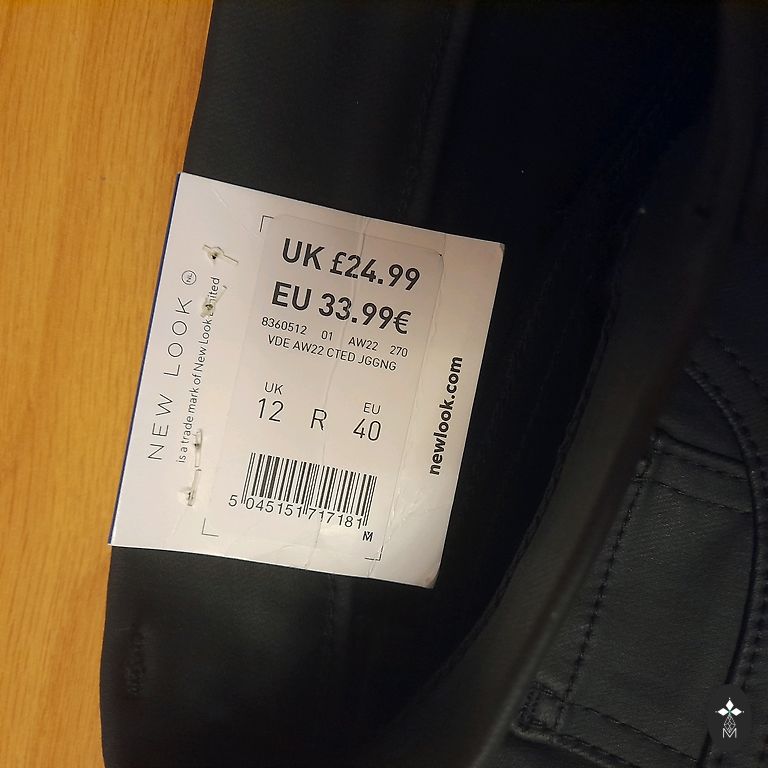 NEW LOOK NL
is a trade mark of New Look Limited
UK £24.99
EU 33.99€
8360512 01 AW22 270
VDE AW22 CTED JGGNG
UK EU
12 R 40
5 045151 717181
M
newlook.com
M